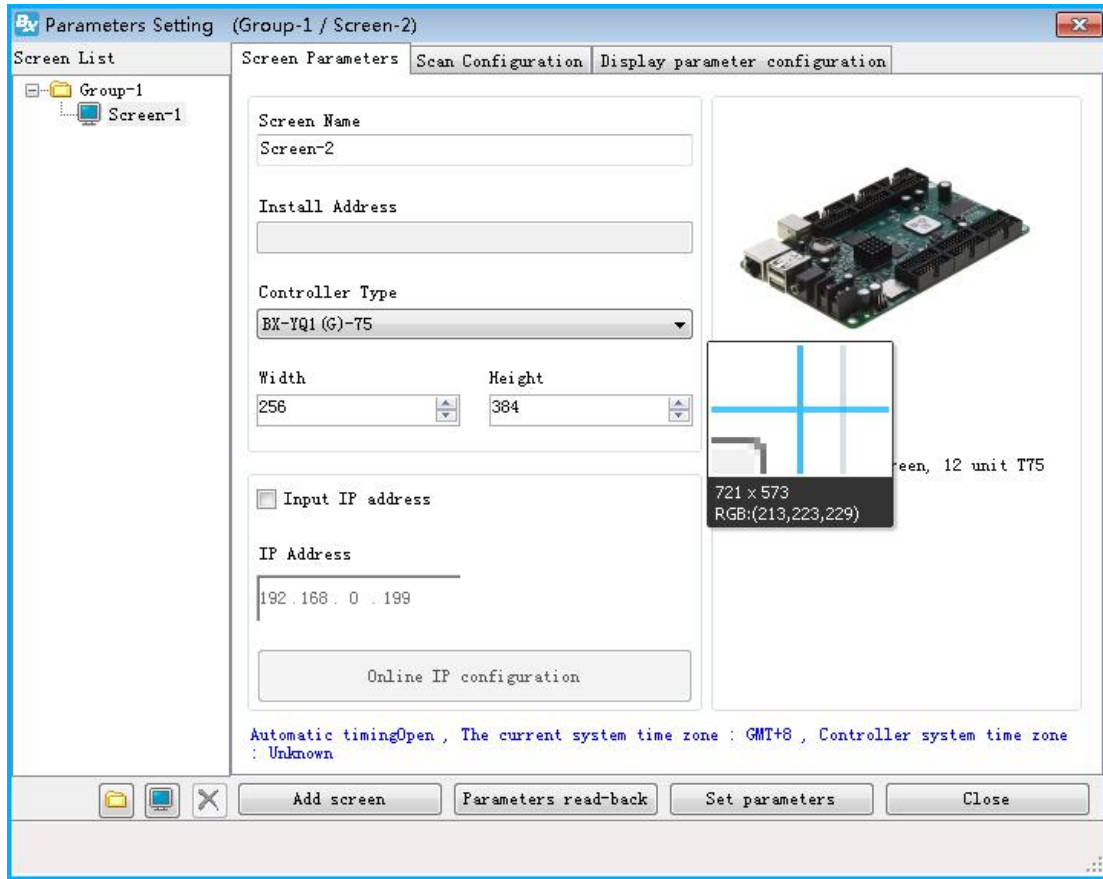 BX Parameters Setting (Group-1 / Screen-2)
Screen List
Group-1
Screen-1
Screen Parameters Scan Configuration Display parameter configuration
Screen Name
Screen-2
Install Address
Controller Type
BX-YQ1(G)-75
Width Height
256 384
721 x 573
RGB:(213,223,229)
12 unit T75
Input IP address
IP Address
192 . 168 . 0 . 199
Online IP configuration
Automatic timingOpen , The current system time zone : GMT+8 , Controller system time zone
: Unknown
Add screen Parameters read-back Set parameters Close